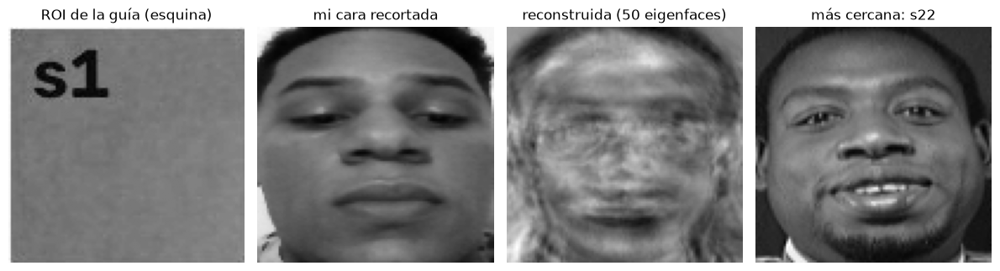 ROI de la guía (esquina)
mi cara recortada
reconstruida (50 eigenfaces)
más cercana: s22
s1